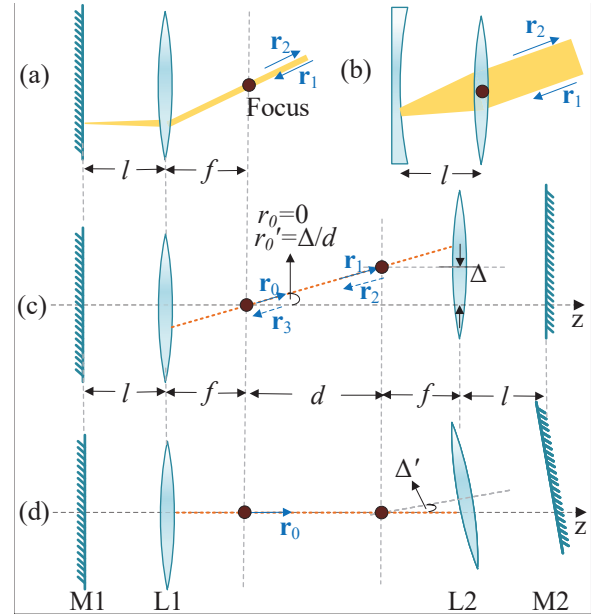 (a)
r₂
r₁
Focus
l
f
(b)
r₂
r₁
l
(c)
r₀=0
r₀'=Δ/d
r₀
r₃
r₁
r₂
Δ
z
l
f
d
f
l
(d)
r₀
Δ′
z
M1
L1
L2
M2